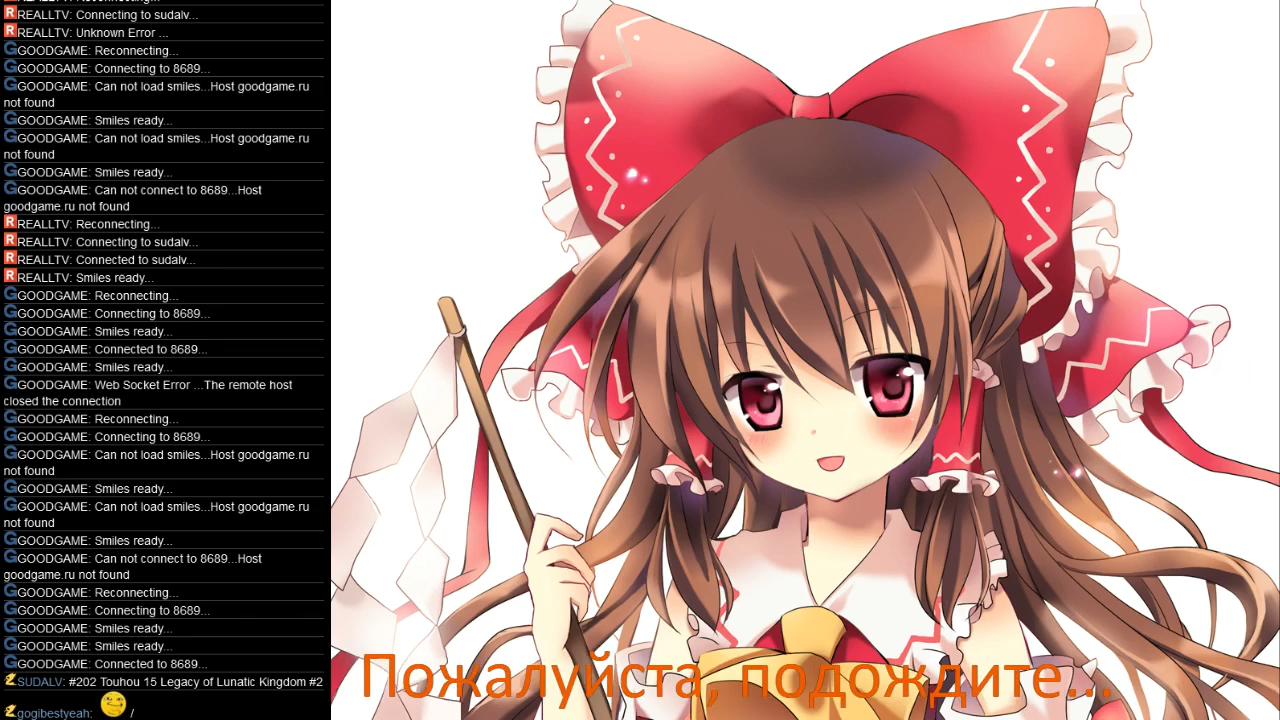 REALLTV: Connecting to sudalv...
REALLTV: Unknown Error ...
GOODGAME: Reconnecting...
GOODGAME: Connecting to 8689...
GOODGAME: Can not load smiles...Host goodgame.ru
not found
GOODGAME: Smiles ready...
GOODGAME: Can not load smiles...Host goodgame.ru
not found
GOODGAME: Smiles ready...
GOODGAME: Can not connect to 8689...Host
goodgame.ru not found
REALLTV: Reconnecting...
REALLTV: Connecting to sudalv...
REALLTV: Connected to sudalv...
REALLTV: Smiles ready...
GOODGAME: Reconnecting...
GOODGAME: Connecting to 8689...
GOODGAME: Smiles ready...
GOODGAME: Connected to 8689...
GOODGAME: Smiles ready...
GOODGAME: Web Socket Error ...The remote host
closed the connection
GOODGAME: Reconnecting...
GOODGAME: Connecting to 8689...
GOODGAME: Can not load smiles...Host goodgame.ru
not found
GOODGAME: Smiles ready...
GOODGAME: Can not load smiles...Host goodgame.ru
not found
GOODGAME: Smiles ready...
GOODGAME: Can not connect to 8689...Host
goodgame.ru not found
GOODGAME: Reconnecting...
GOODGAME: Connecting to 8689...
GOODGAME: Smiles ready...
GOODGAME: Smiles ready...
GOODGAME: Connected to 8689...
SUDALV: #202 Touhou 15 Legacy of Lunatic Kingdom #2
gogibestyeah: /
Пожалуйста, подождите...